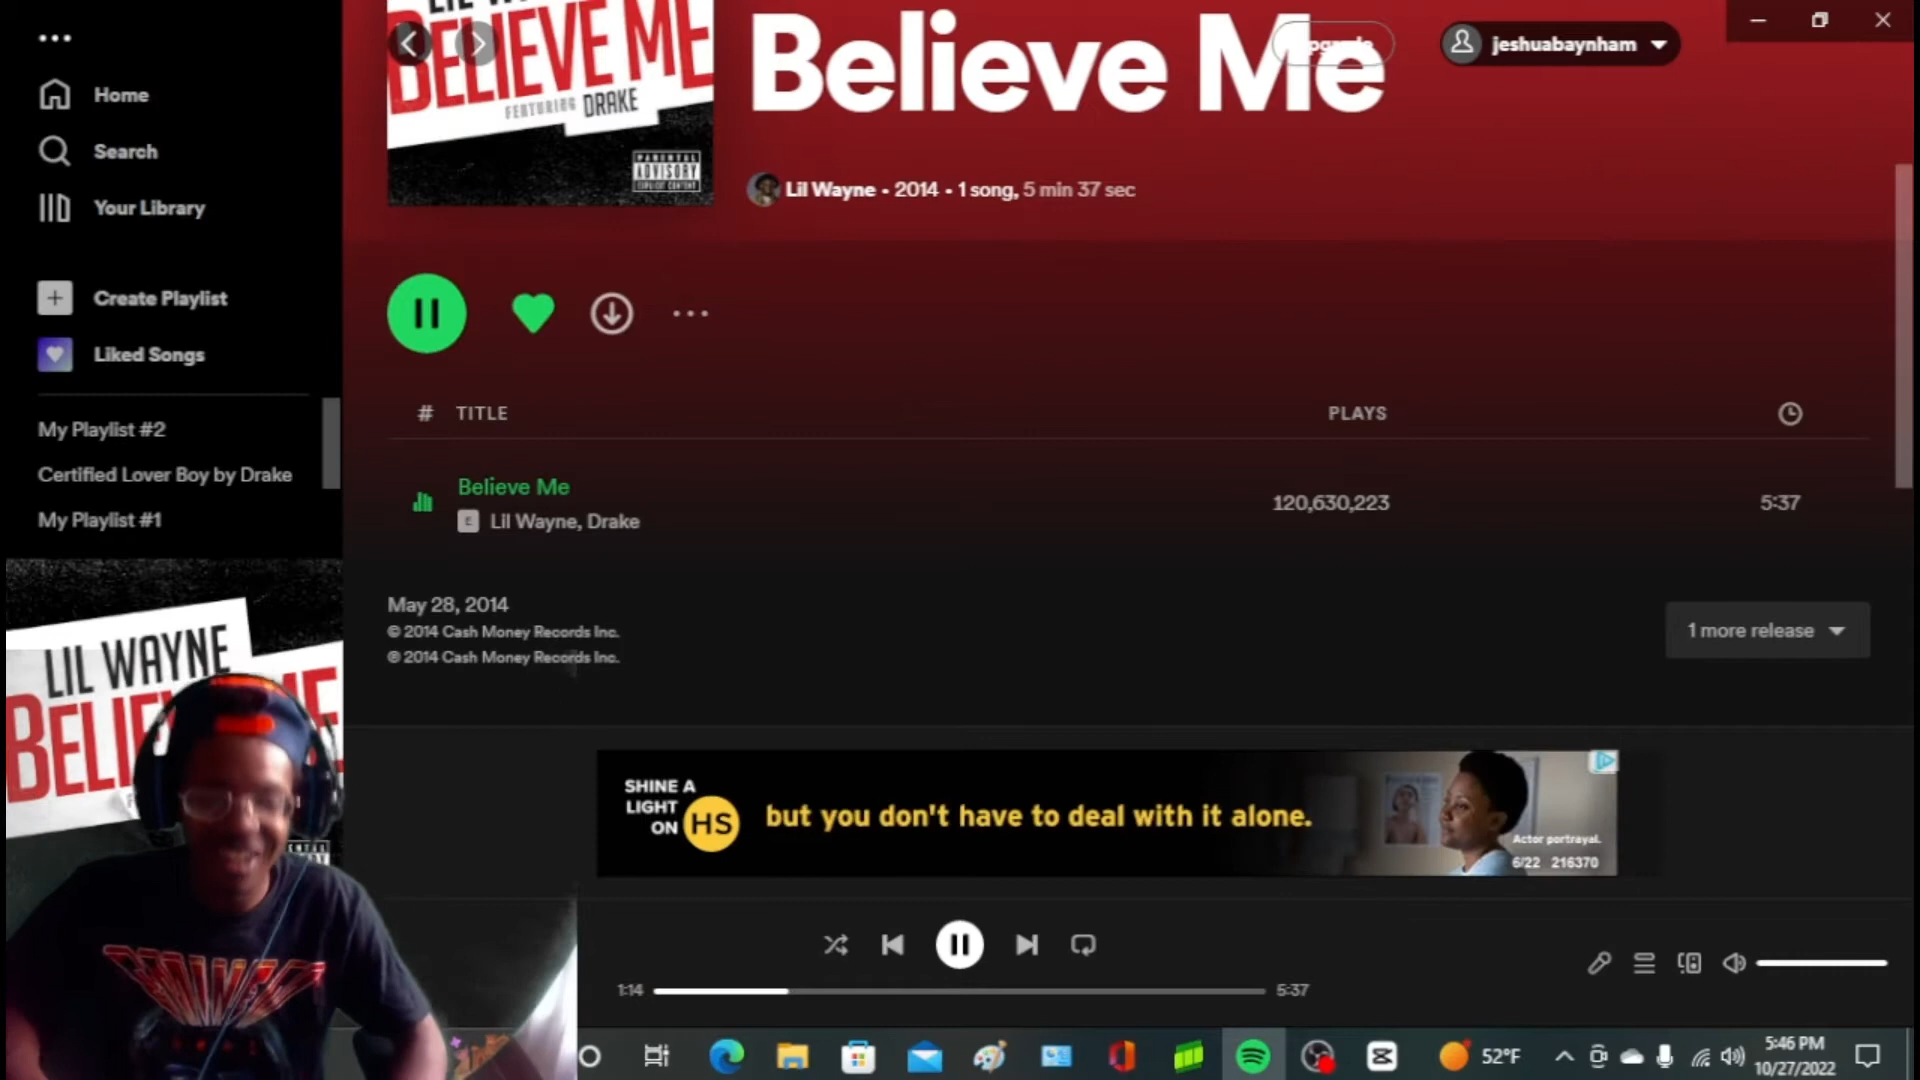 BELIEVE ME
FEATURING DRAKE
PARENTAL
ADVISORY
EXPLICIT CONTENT
Believe Me
jeshuabaynham
Home
Search
Your Library
Create Playlist
Liked Songs
My Playlist #2
Certified Lover Boy by Drake
My Playlist #1
Lil Wayne • 2014 • 1 song, 5 min 37 sec
# TITLE PLAYS
Believe Me 120,630,223 5:37
E Lil Wayne, Drake
May 28, 2014
© 2014 Cash Money Records Inc.
℗ 2014 Cash Money Records Inc.
1 more release
LIL WAYNE
SHINE A
LIGHT
ON HS
but you don't have to deal with it alone.
Actor portrayal.
6/22 216370
1:14 5:37
52°F
5:46 PM
10/27/2022